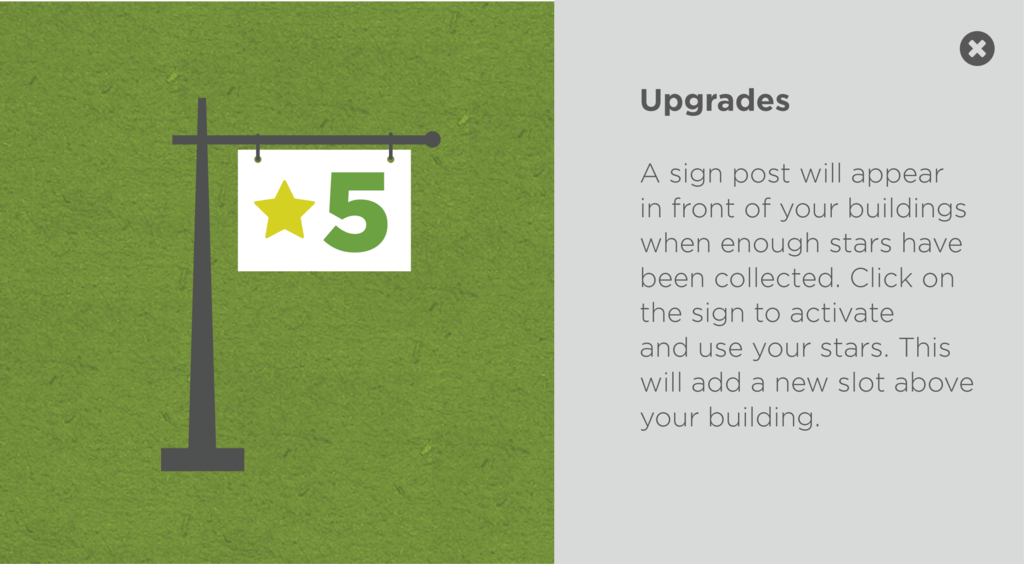 5
Upgrades
A sign post will appear
in front of your buildings
when enough stars have
been collected. Click on
the sign to activate
and use your stars. This
will add a new slot above
your building.